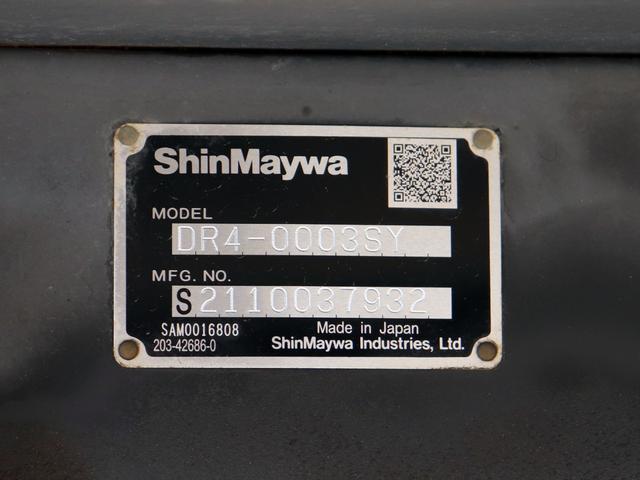 ShinMaywa
MODEL
DR4-0003SY
MFG. NO.
S2110037932
SAM0016808
Made in Japan
203-42686-0
ShinMaywa Industries, Ltd.